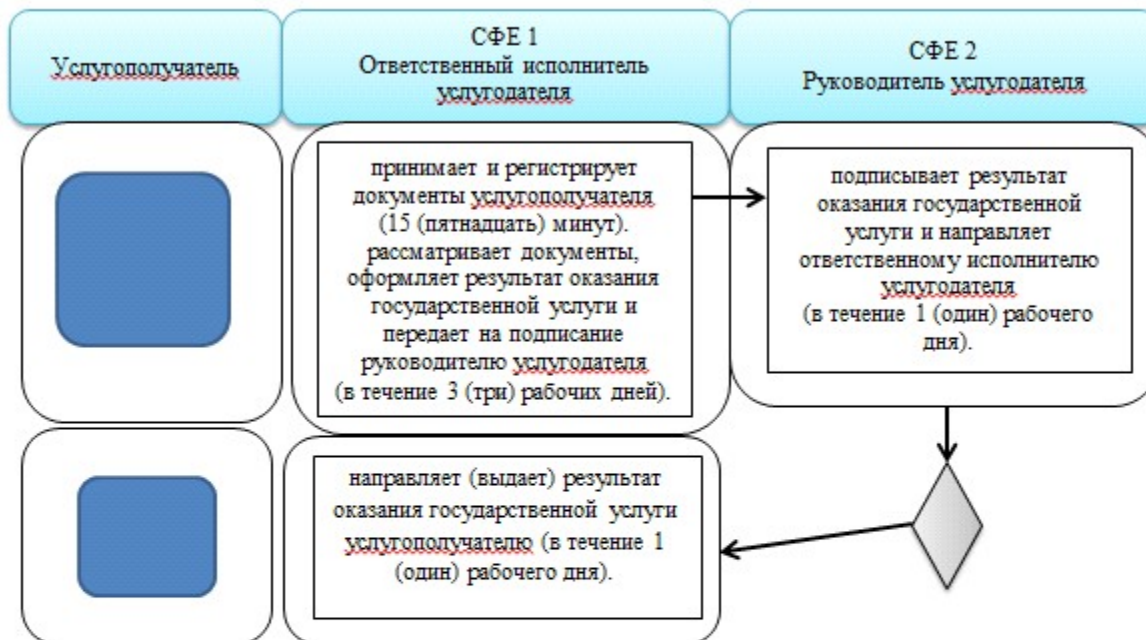 Услугополучатель
СФЕ 1
Ответственный исполнитель
услугодателя
СФЕ 2
Руководитель услугодателя
принимает и регистрирует
документы услугополучателя
(15 (пятнадцать) минут).
рассматривает документы,
оформляет результат оказания
государственной услуги и
передает на подписание
руководителю услугодателя
(в течение 3 (три) рабочих дней).
подписывает результат
оказания государственной
услуги и направляет
ответственному исполнителю
услугодателя
(в течение 1 (один) рабочего
дня).
направляет (выдает) результат
оказания государственной услуги
услугополучателю (в течение 1
(один) рабочего дня).